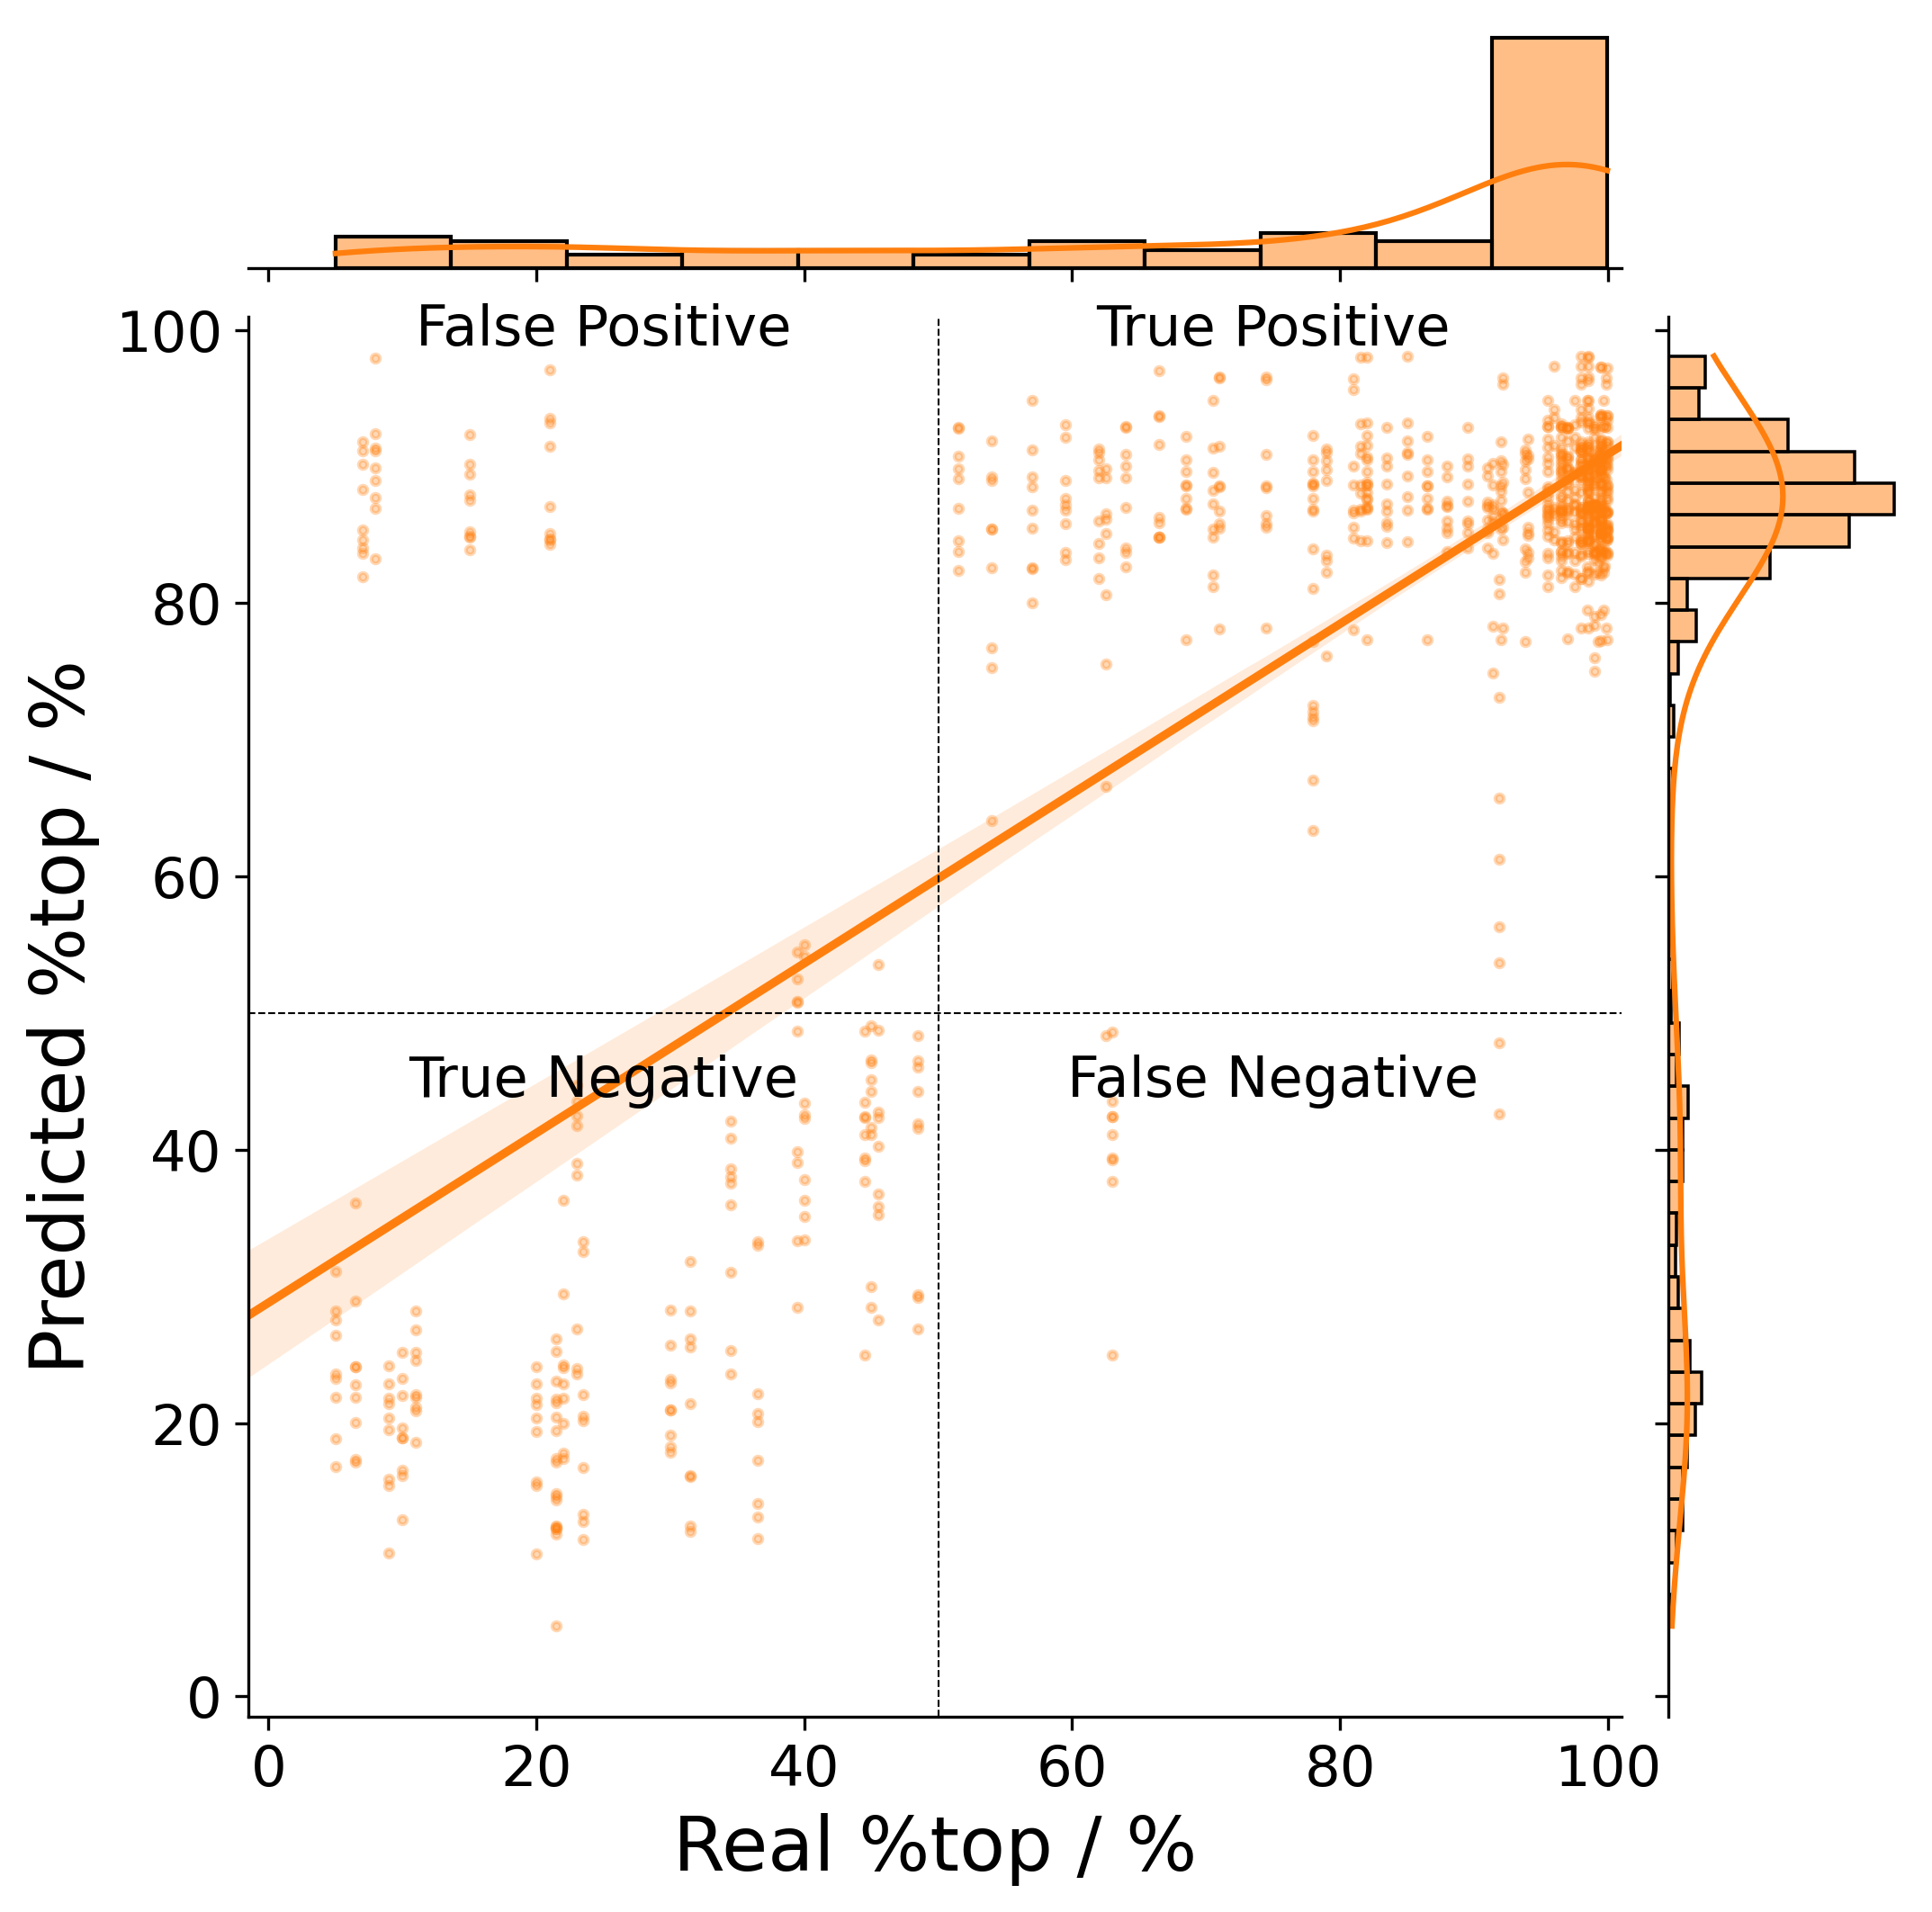 False Positive
True Positive
100
80
60
40
20
0
True Negative
False Negative
0
20
40
60
80
100
Predicted %top / %
Real %top / %